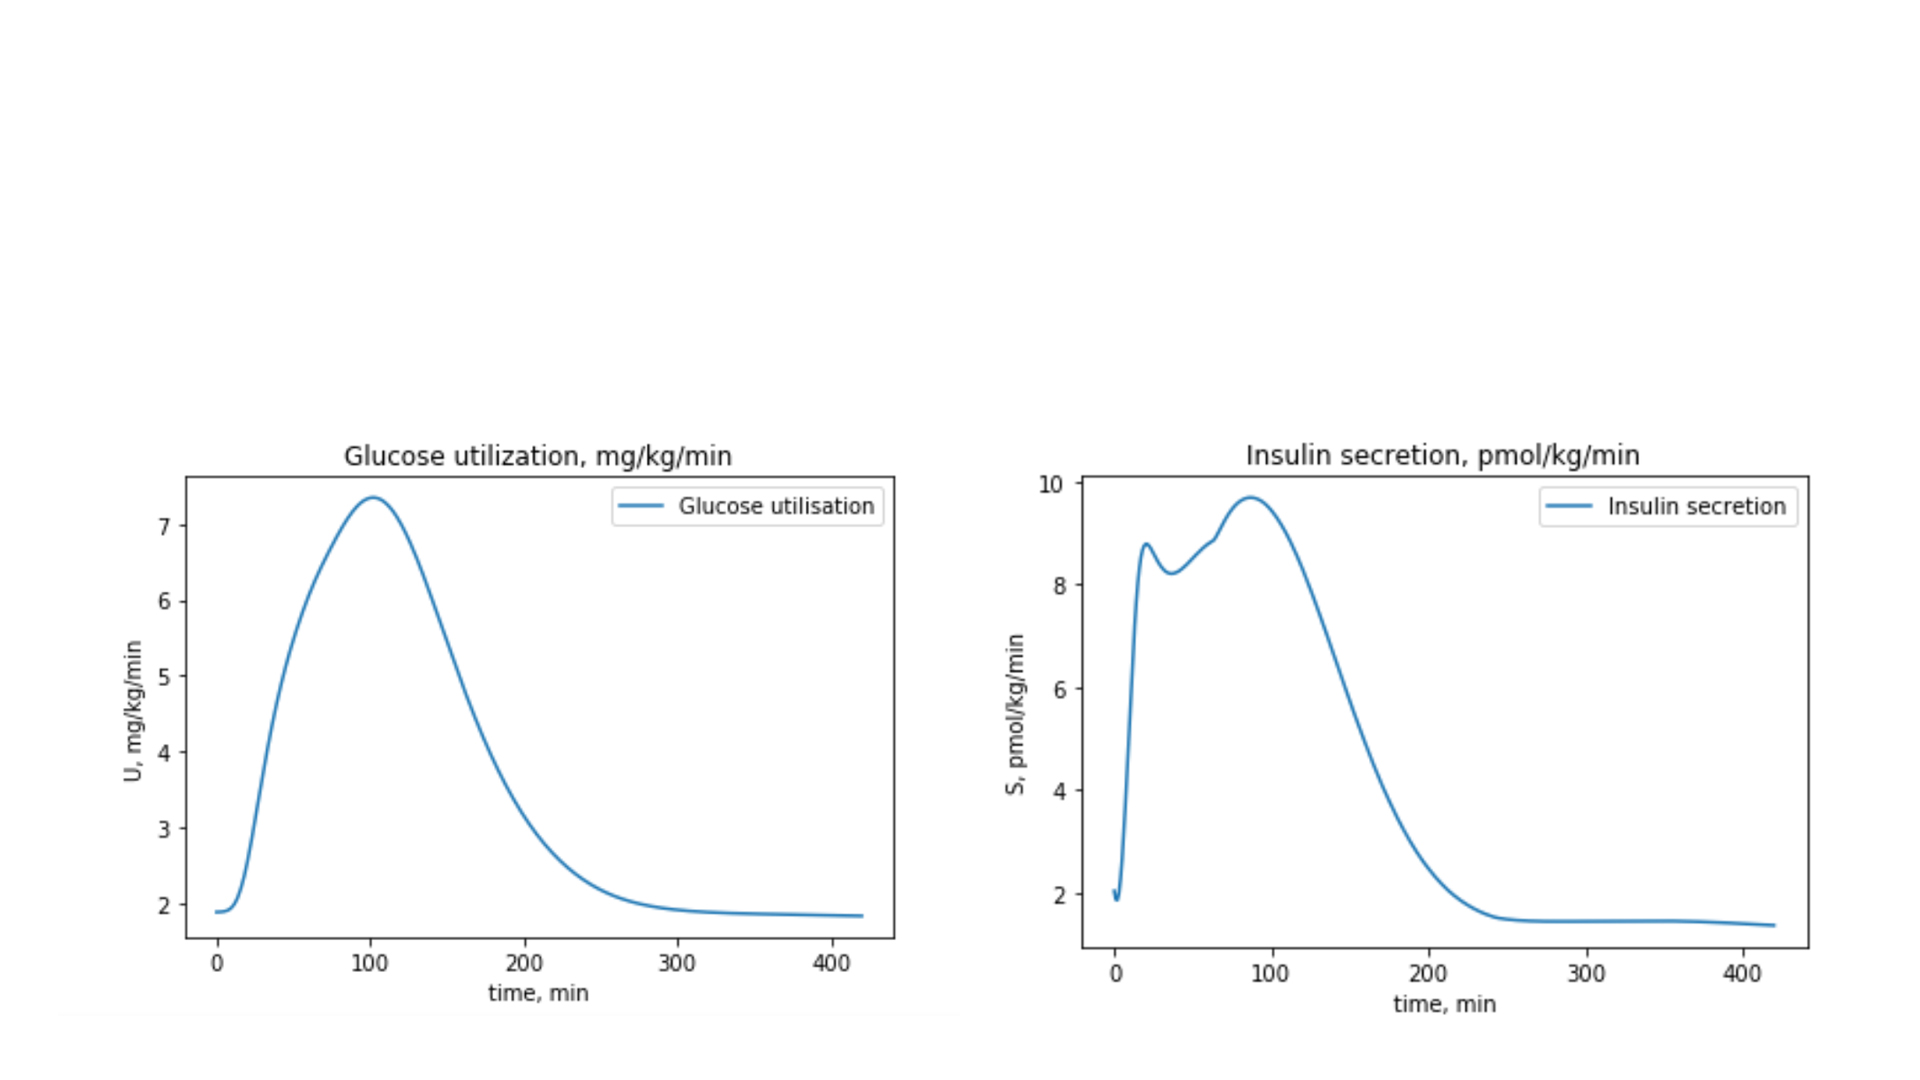 Glucose utilization, mg/kg/min
Glucose utilisation
7
6
5
4
3
2
U, mg/kg/min
0 100 200 300 400
time, min
Insulin secretion, pmol/kg/min
Insulin secretion
10
8
6
4
2
S, pmol/kg/min
0 100 200 300 400
time, min